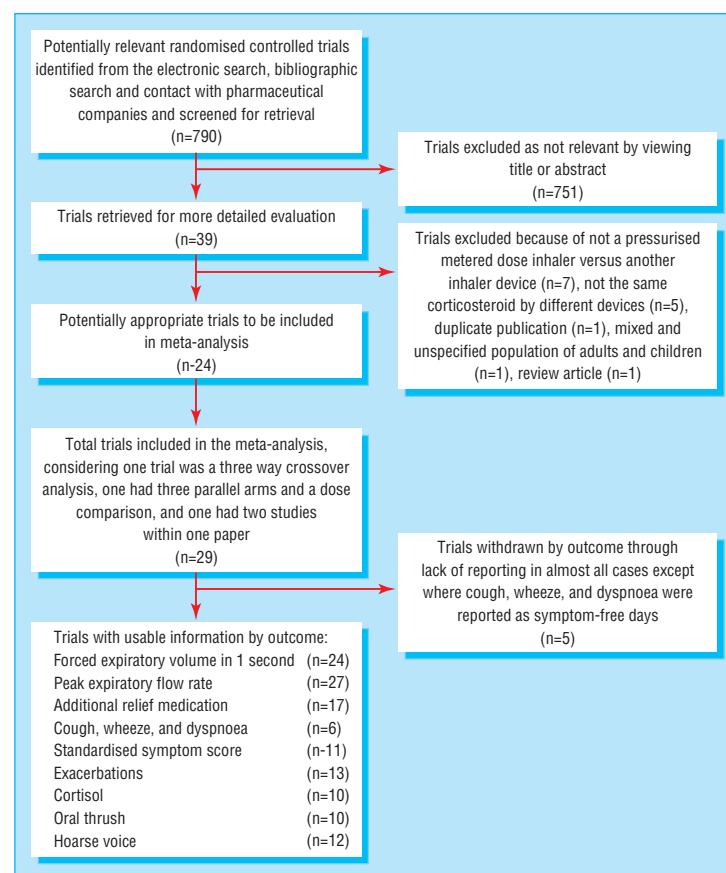 Potentially relevant randomised controlled trials
identified from the electronic search, bibliographic
search and contact with pharmaceutical
companies and screened for retrieval
(n=790)
Trials excluded as not relevant by viewing
title or abstract
(n=751)
Trials retrieved for more detailed evaluation
(n=39)
Trials excluded because of not a pressurised
metered dose inhaler versus another
inhaler device (n=7), not the same
corticosteroid by different devices (n=5),
duplicate publication (n=1), mixed and
unspecified population of adults and children
(n=1), review article (n=1)
Potentially appropriate trials to be included
in meta-analysis
(n-24)
Total trials included in the meta-analysis,
considering one trial was a three way crossover
analysis, one had three parallel arms and a dose
comparison, and one had two studies
within one paper
(n=29)
Trials withdrawn by outcome through
lack of reporting in almost all cases except
where cough, wheeze, and dyspnoea were
reported as symptom-free days
(n=5)
Trials with usable information by outcome:
Forced expiratory volume in 1 second (n=24)
Peak expiratory flow rate (n=27)
Additional relief medication (n=17)
Cough, wheeze, and dyspnoea (n=6)
Standardised symptom score (n-11)
Exacerbations (n=13)
Cortisol (n=10)
Oral thrush (n=10)
Hoarse voice (n=12)